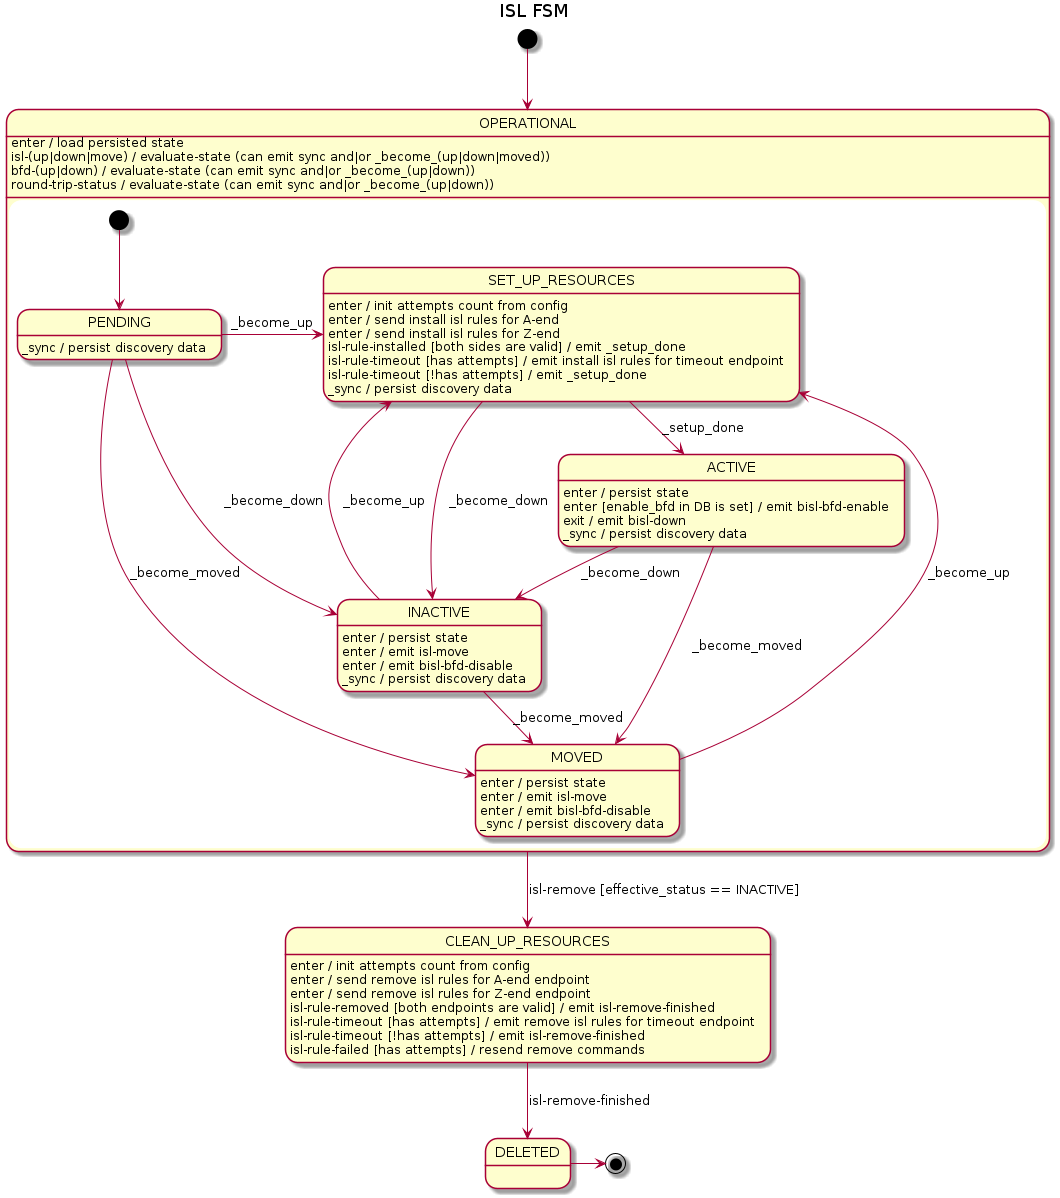 ISL FSM
OPERATIONAL
enter / load persisted state
isl-(up|down|move) / evaluate-state (can emit sync and|or _become_(up|down|moved))
bfd-(up|down) / evaluate-state (can emit sync and|or _become_(up|down))
round-trip-status / evaluate-state (can emit sync and|or _become_(up|down))
PENDING
_sync / persist discovery data
_become_up
SET_UP_RESOURCES
enter / init attempts count from config
enter / send install isl rules for A-end
enter / send install isl rules for Z-end
isl-rule-installed [both sides are valid] / emit _setup_done
isl-rule-timeout [has attempts] / emit install isl rules for timeout endpoint
isl-rule-timeout [!has attempts] / emit _setup_done
_sync / persist discovery data
_setup_done
ACTIVE
enter / persist state
enter [enable_bfd in DB is set] / emit bisl-bfd-enable
exit / emit bisl-down
_sync / persist discovery data
_become_down
_become_up
_become_down
_become_moved
_become_down
_become_up
INACTIVE
enter / persist state
enter / emit isl-move
enter / emit bisl-bfd-disable
_sync / persist discovery data
_become_moved
_become_moved
MOVED
enter / persist state
enter / emit isl-move
enter / emit bisl-bfd-disable
_sync / persist discovery data
isl-remove [effective_status == INACTIVE]
CLEAN_UP_RESOURCES
enter / init attempts count from config
enter / send remove isl rules for A-end endpoint
enter / send remove isl rules for Z-end endpoint
isl-rule-removed [both endpoints are valid] / emit isl-remove-finished
isl-rule-timeout [has attempts] / emit remove isl rules for timeout endpoint
isl-rule-timeout [!has attempts] / emit isl-remove-finished
isl-rule-failed [has attempts] / resend remove commands
isl-remove-finished
DELETED